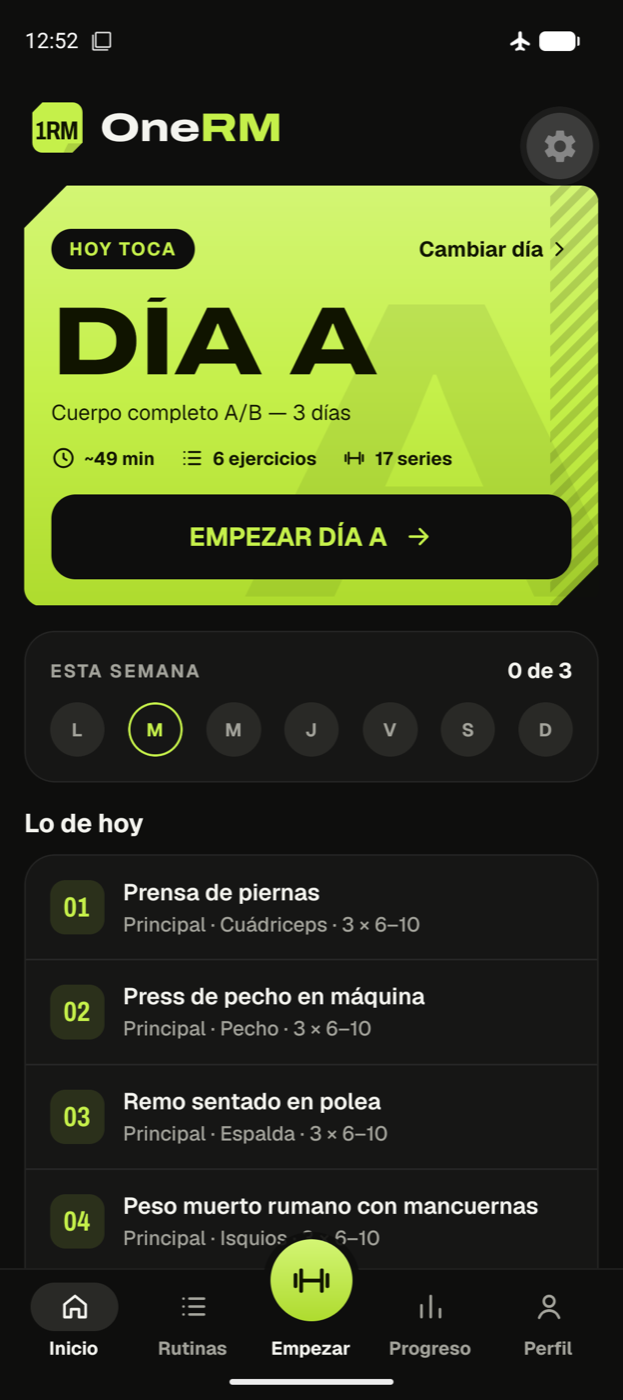 12:52
1RM OneRM
HOY TOCA
Cambiar día
DÍA A
Cuerpo completo A/B — 3 días
~49 min 6 ejercicios 17 series
EMPEZAR DÍA A
ESTA SEMANA 0 de 3
L M M J V S D
Lo de hoy
01
Prensa de piernas
Principal · Cuádriceps · 3 × 6–10
02
Press de pecho en máquina
Principal · Pecho · 3 × 6–10
03
Remo sentado en polea
Principal · Espalda · 3 × 6–10
04
Peso muerto rumano con mancuernas
Principal · Isquios 6–10
Inicio Rutinas Empezar Progreso Perfil